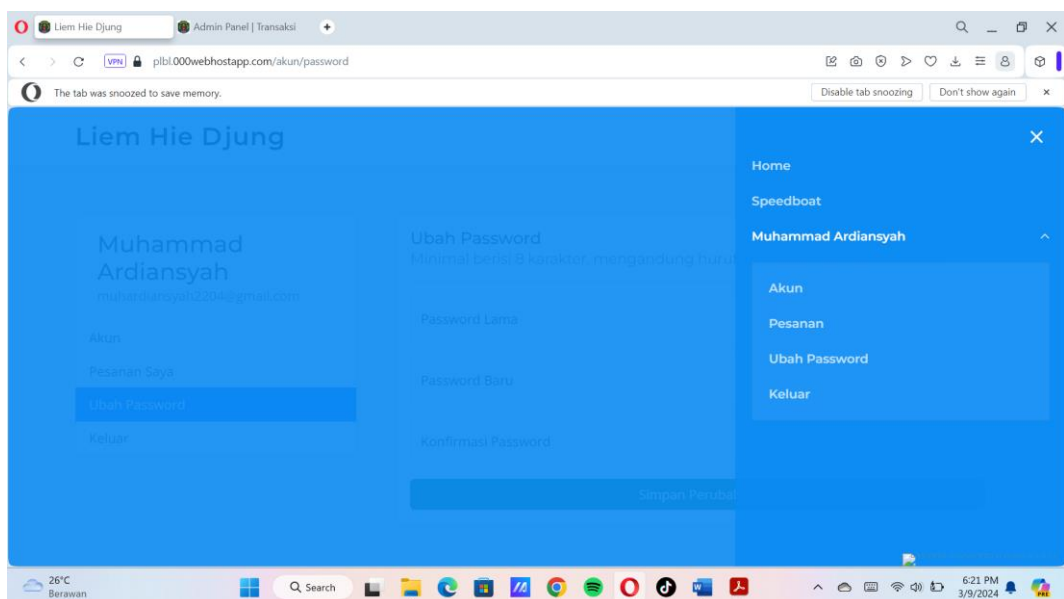 Liem Hie Djung
Admin Panel | Transaksi
VPN
plbl.000webhostapp.com/akun/password
The tab was snoozed to save memory.
Disable tab snoozing
Don't show again
Liem Hie Djung
Home
Speedboat
Muhammad Ardiansyah
Akun
Pesanan
Ubah Password
Keluar
Muhammad
Ardiansyah
muhardiansyah2204@gmail.com
Akun
Pesanan Saya
Ubah Password
Keluar
Ubah Password
Minimal berisi 8 karakter, mengandung huruf
Password Lama
Password Baru
Konfirmasi Password
Simpan Peruba
26°C
Berawan
Search
6:21 PM
3/9/2024
PRE